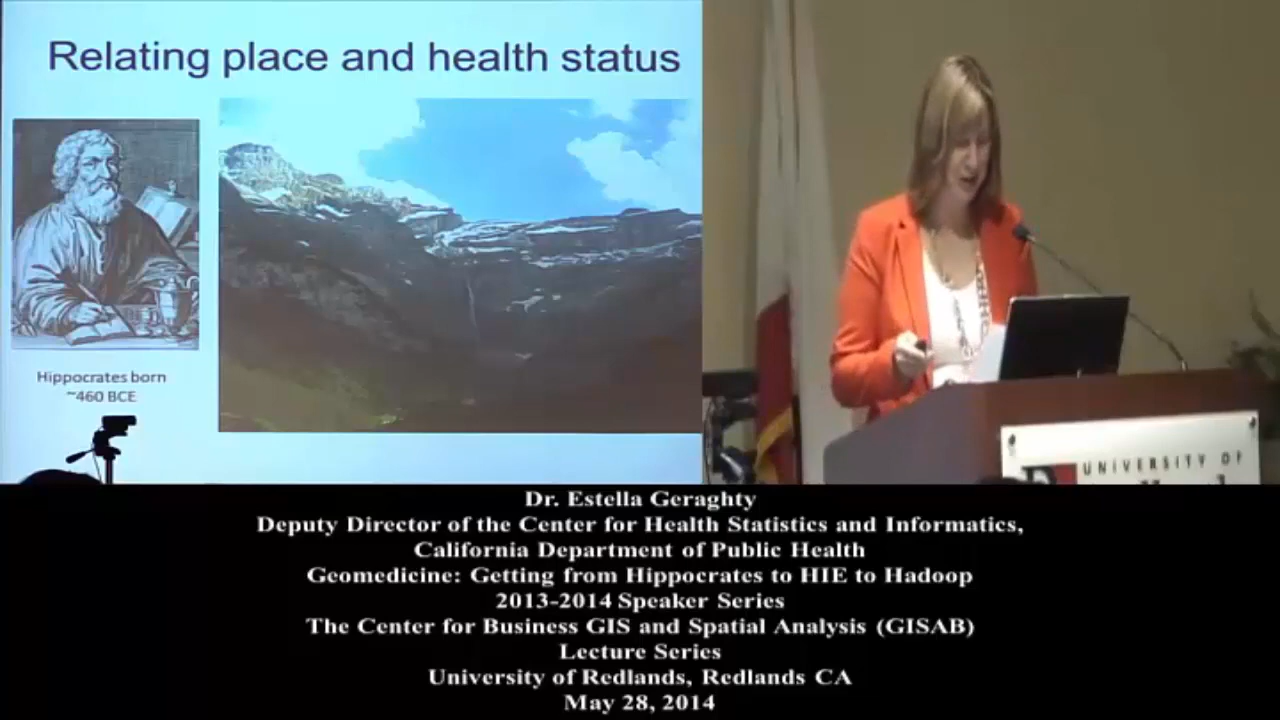 Relating place and health status
Hippocrates born
~460 BCE
UNIVERSITY OF
Dr. Estella Geraghty
Deputy Director of the Center for Health Statistics and Informatics,
California Department of Public Health
Geomedicine: Getting from Hippocrates to HIE to Hadoop
2013-2014 Speaker Series
The Center for Business GIS and Spatial Analysis (GISAB)
Lecture Series
University of Redlands, Redlands CA
May 28, 2014